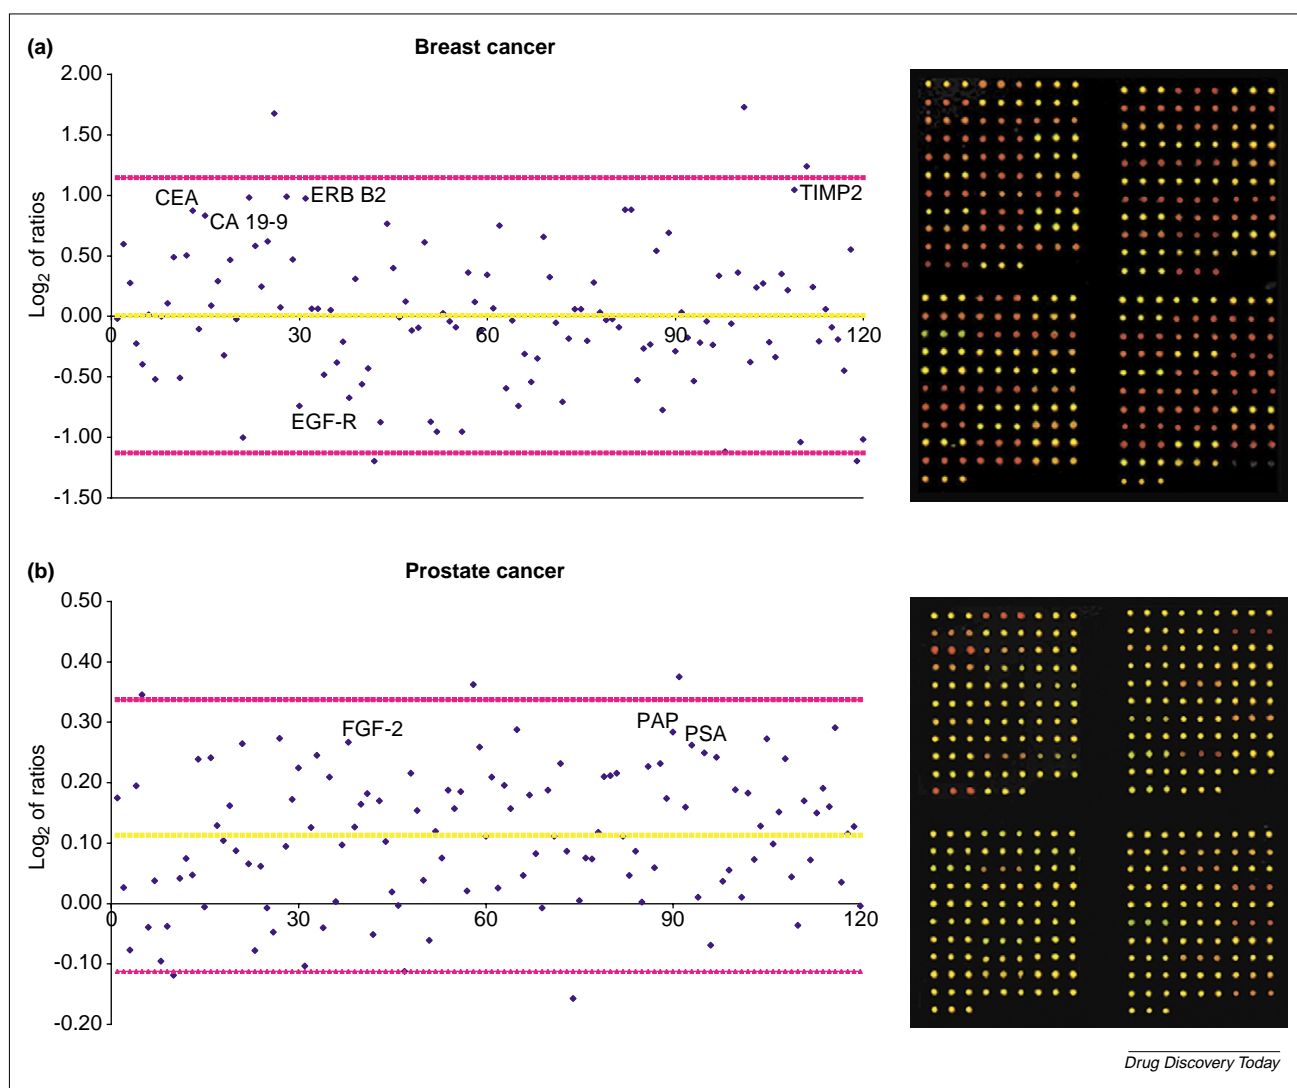 (a)
Breast cancer
2.00
1.50
1.00
0.50
0.00
-0.50
-1.00
-1.50
Log2 of ratios
0
30
60
90
120
CEA
CA 19-9
ERB B2
TIMP2
EGF-R
(b)
Prostate cancer
0.50
0.40
0.30
0.20
0.10
0.00
-0.10
-0.20
Log2 of ratios
0
30
60
90
120
FGF-2
PAP
PSA
Drug Discovery Today